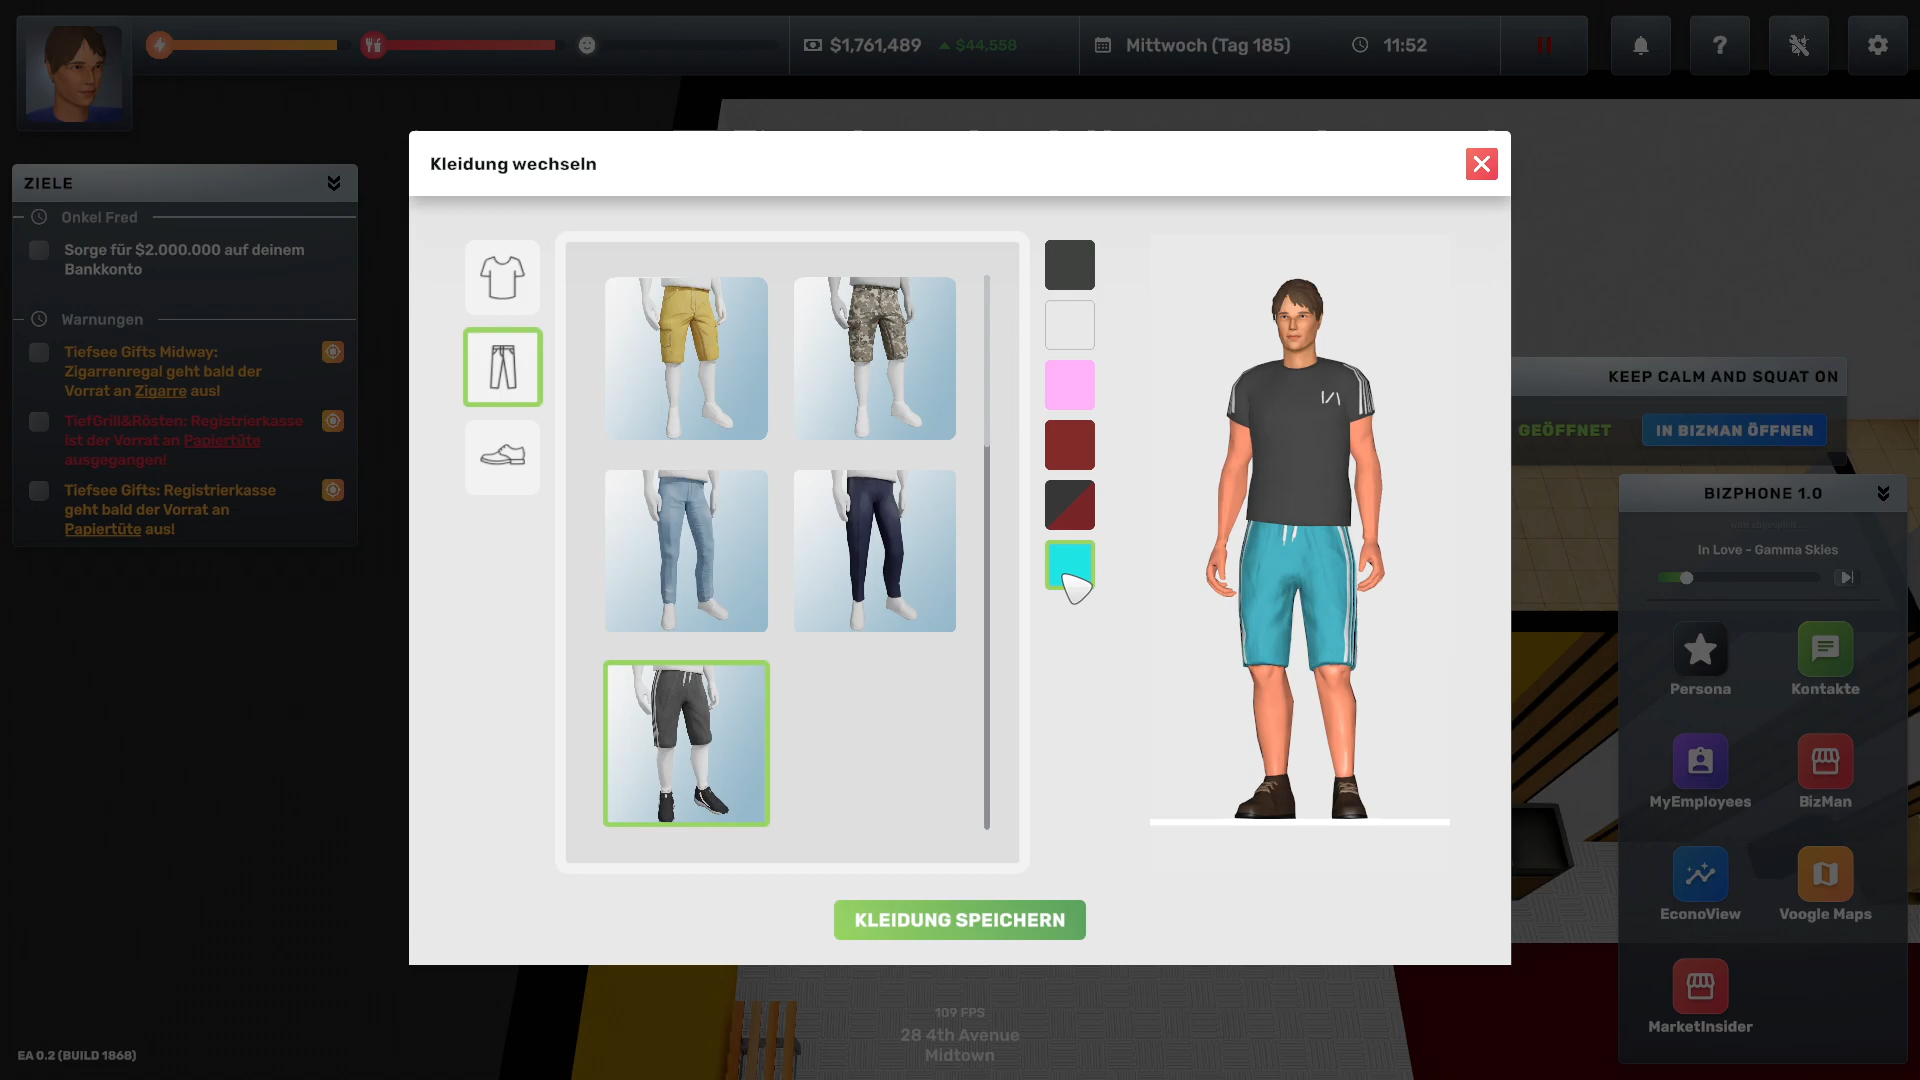 $1,761,489
$44,558
Mittwoch (Tag 185)
11:52
Kleidung wechseln
ZIELE
Onkel Fred
Sorge für $2.000.000 auf deinem
Bankkonto
Warnungen
Tiefsee Gifts Midway:
Zigarrenregal geht bald der
Vorrat an Zigarre aus!
TiefGrill&Rösten: Registrierkasse
ist der Vorrat an Papiertüte
ausgegangen!
Tiefsee Gifts: Registrierkasse
geht bald der Vorrat an
Papiertüte aus!
KEEP CALM AND SQUAT ON
GEÖFFNET
IN BIZMAN ÖFFNEN
BIZPHONE 1.0
In Love - Gamma Skies
Persona
Kontakte
MyEmployees
BizMan
EconoView
Voogle Maps
MarketInsider
KLEIDUNG SPEICHERN
109 FPS
28 4th Avenue
Midtown
EA 0.2 (BUILD 1868)